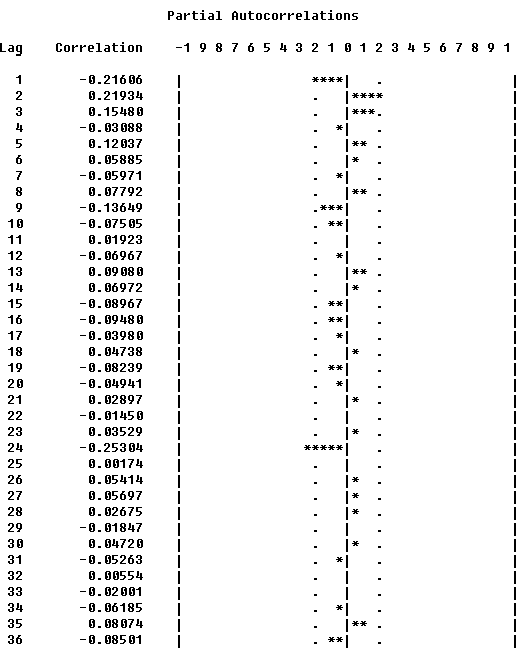 Partial Autocorrelations
Lag Correlation -1 9 8 7 6 5 4 3 2 1 0 1 2 3 4 5 6 7 8 9 1
1 -0.21606 | ****| . |
2 0.21934 | . |**** |
3 0.15480 | . |***. |
4 -0.03088 | . *| . |
5 0.12037 | . |** . |
6 0.05885 | . |* . |
7 -0.05971 | . *| . |
8 0.07792 | . |** . |
9 -0.13649 | .***| . |
10 -0.07505 | . **| . |
11 0.01923 | . | . |
12 -0.06967 | . *| . |
13 0.09080 | . |** . |
14 0.06972 | . |* . |
15 -0.08967 | . **| . |
16 -0.09480 | . **| . |
17 -0.03980 | . *| . |
18 0.04738 | . |* . |
19 -0.08239 | . **| . |
20 -0.04941 | . *| . |
21 0.02897 | . |* . |
22 -0.01450 | . | . |
23 0.03529 | . |* . |
24 -0.25304 | *****| . |
25 0.00174 | . | . |
26 0.05414 | . |* . |
27 0.05697 | . |* . |
28 0.02675 | . |* . |
29 -0.01847 | . | . |
30 0.04720 | . |* . |
31 -0.05263 | . *| . |
32 0.00554 | . | . |
33 -0.02001 | . | . |
34 -0.06185 | . *| . |
35 0.08074 | . |** . |
36 -0.08501 | . **| . |